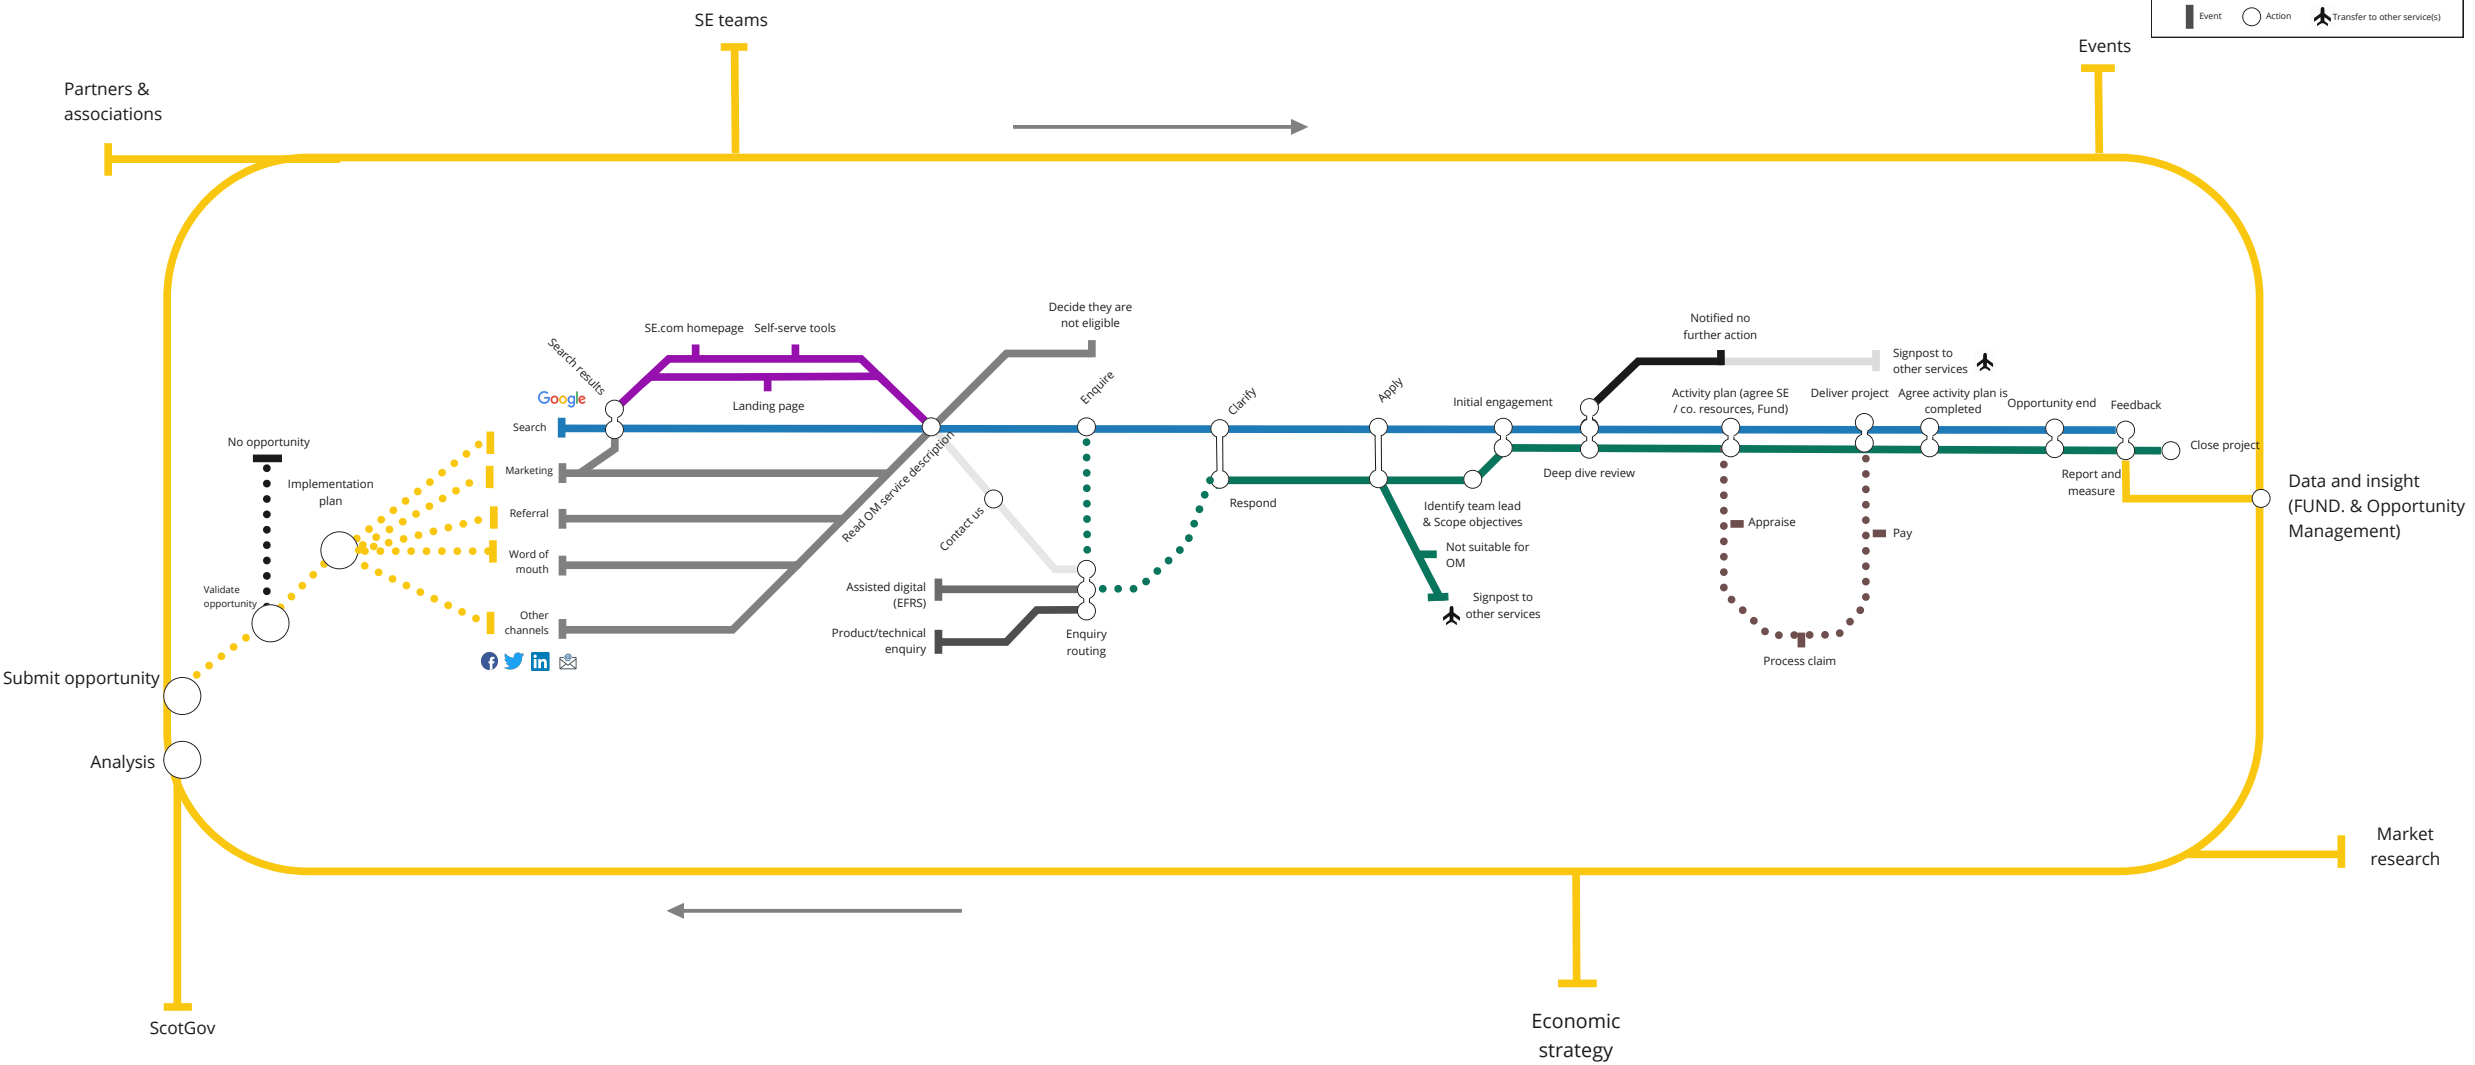 SE teams
Event
Action
Transfer to other service(s)
Events
Partners &
associations
Decide they are
not eligible
Notified no
further action
SE.com homepage
Self-serve tools
Search results
Google
Landing page
Search
Enquire
Clarify
Apply
Initial engagement
Signpost to
other services
Activity plan (agree SE
/ co. resources, Fund)
Deliver project
Agree activity plan is
completed
Opportunity end
Feedback
No opportunity
Marketing
Read OM service description
Deep dive review
Close project
Report and
measure
Implementation
plan
Referral
Contact us
Respond
Identify team lead
& Scope objectives
Appraise
Pay
Data and insight
(FUND. & Opportunity
Management)
Word of
mouth
Not suitable for
OM
Validate
opportunity
Assisted digital
(EFRS)
Signpost to
other services
Other
channels
Product/technical
enquiry
Enquiry
routing
Process claim
f
in
@
Submit opportunity
Analysis
Market
research
ScotGov
Economic
strategy